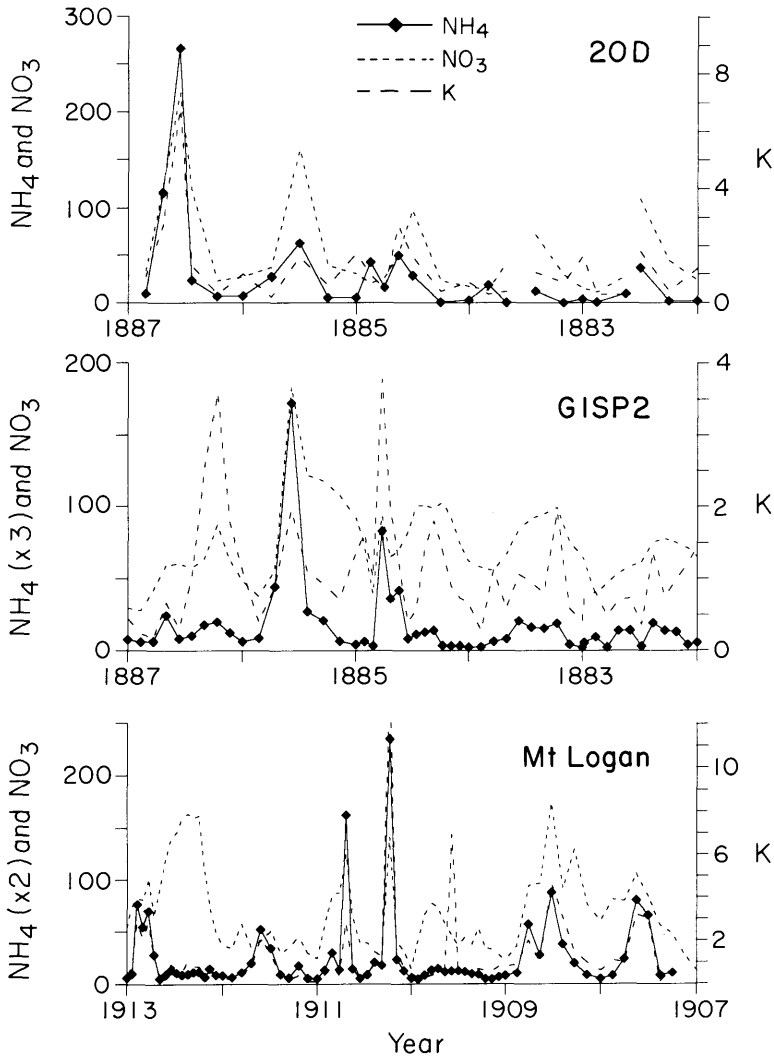 NH4
NO3
K
20D
NH4 and NO3
300
200
100
0
8
4
0
K
1887
1885
1883
GISP2
NH4 (x3) and NO3
200
100
0
4
2
0
K
1887
1885
1883
Mt Logan
NH4 (x2) and NO3
200
100
0
10
6
2
K
1913
1911
1909
1907
Year